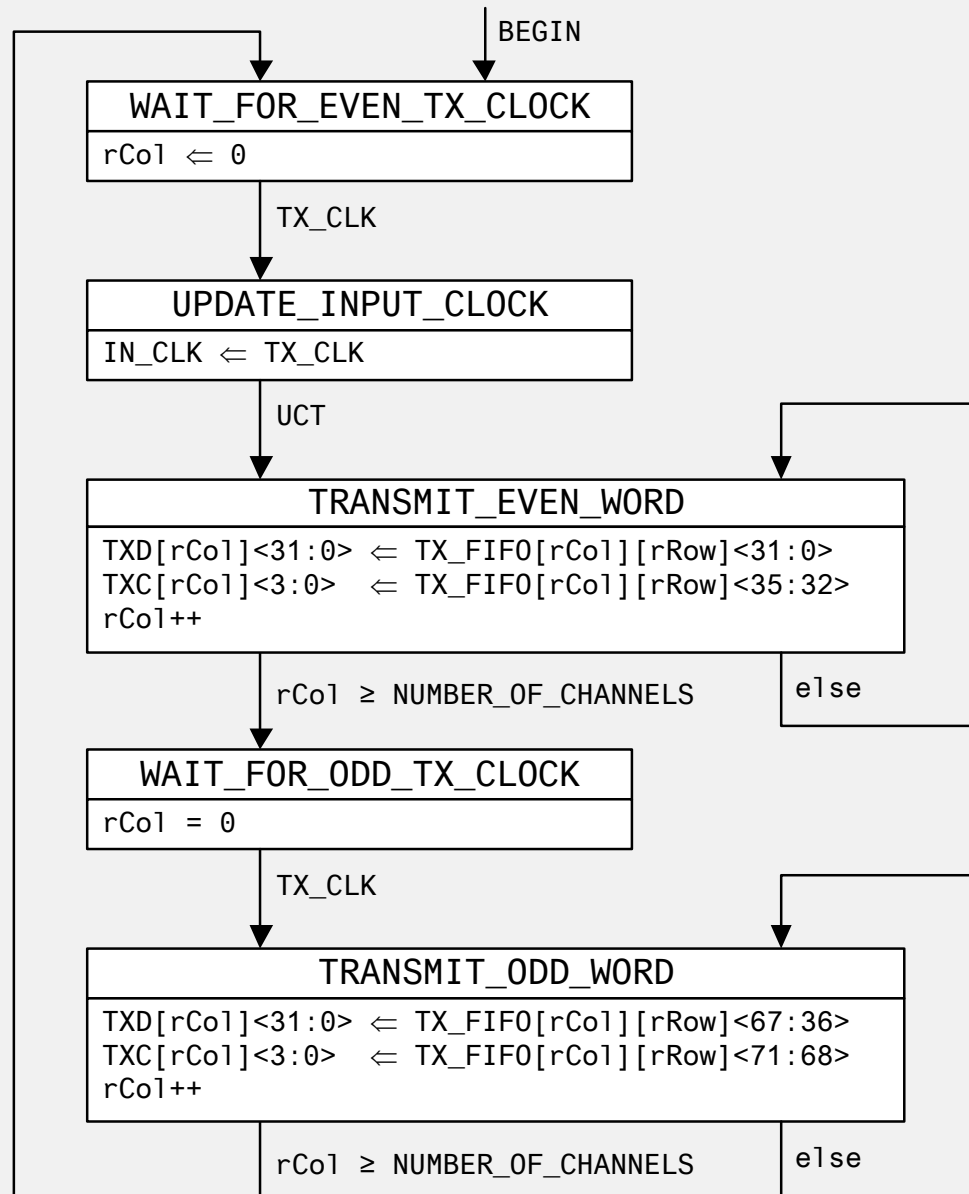 BEGIN
WAIT_FOR_EVEN_TX_CLOCK
rCol ⇐ 0
TX_CLK
UPDATE_INPUT_CLOCK
IN_CLK ⇐ TX_CLK
UCT
TRANSMIT_EVEN_WORD
TXD[rCol]<31:0> ⇐ TX_FIFO[rCol][rRow]<31:0>
TXC[rCol]<3:0> ⇐ TX_FIFO[rCol][rRow]<35:32>
rCol++
rCol ≥ NUMBER_OF_CHANNELS
else
WAIT_FOR_ODD_TX_CLOCK
rCol = 0
TX_CLK
TRANSMIT_ODD_WORD
TXD[rCol]<31:0> ⇐ TX_FIFO[rCol][rRow]<67:36>
TXC[rCol]<3:0> ⇐ TX_FIFO[rCol][rRow]<71:68>
rCol++
rCol ≥ NUMBER_OF_CHANNELS
else